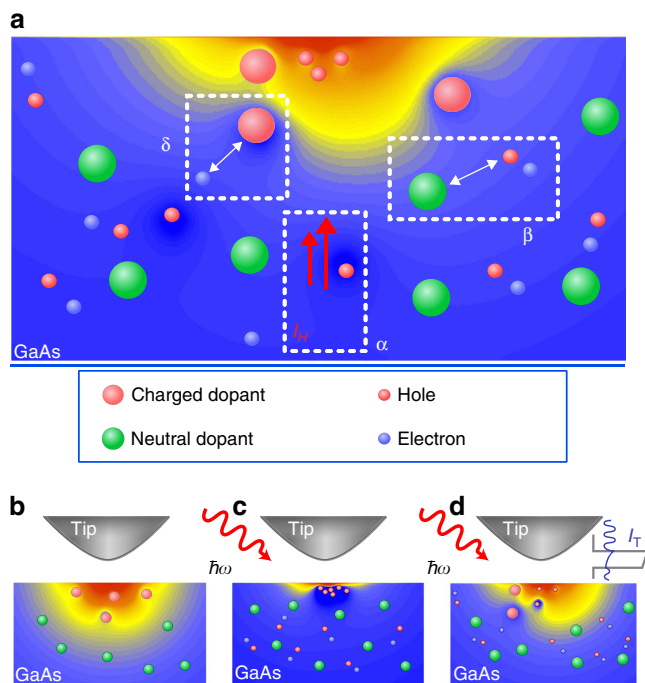 a
δ
β
I_H
α
GaAs
Charged dopant
Hole
Neutral dopant
Electron
b
c
d
Tip
Tip
Tip
I_T
ħω
ħω
GaAs
GaAs
GaAs